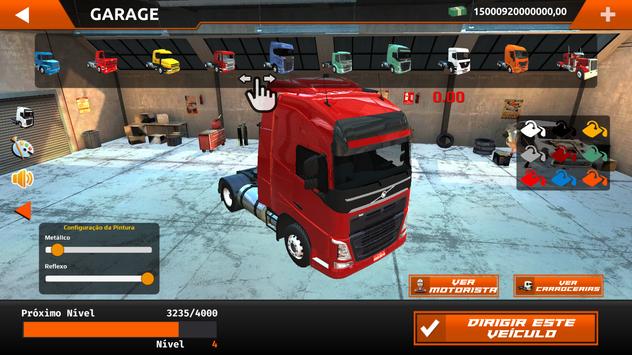 GARAGE
15000920000000,00
0.00
Configuração da Pintura
Metálico
Reflexo
VER MOTORISTA
VER CARROCERIAS
Próximo Nível 3235/4000
Nível 4
DIRIGIR ESTE VEÍCULO